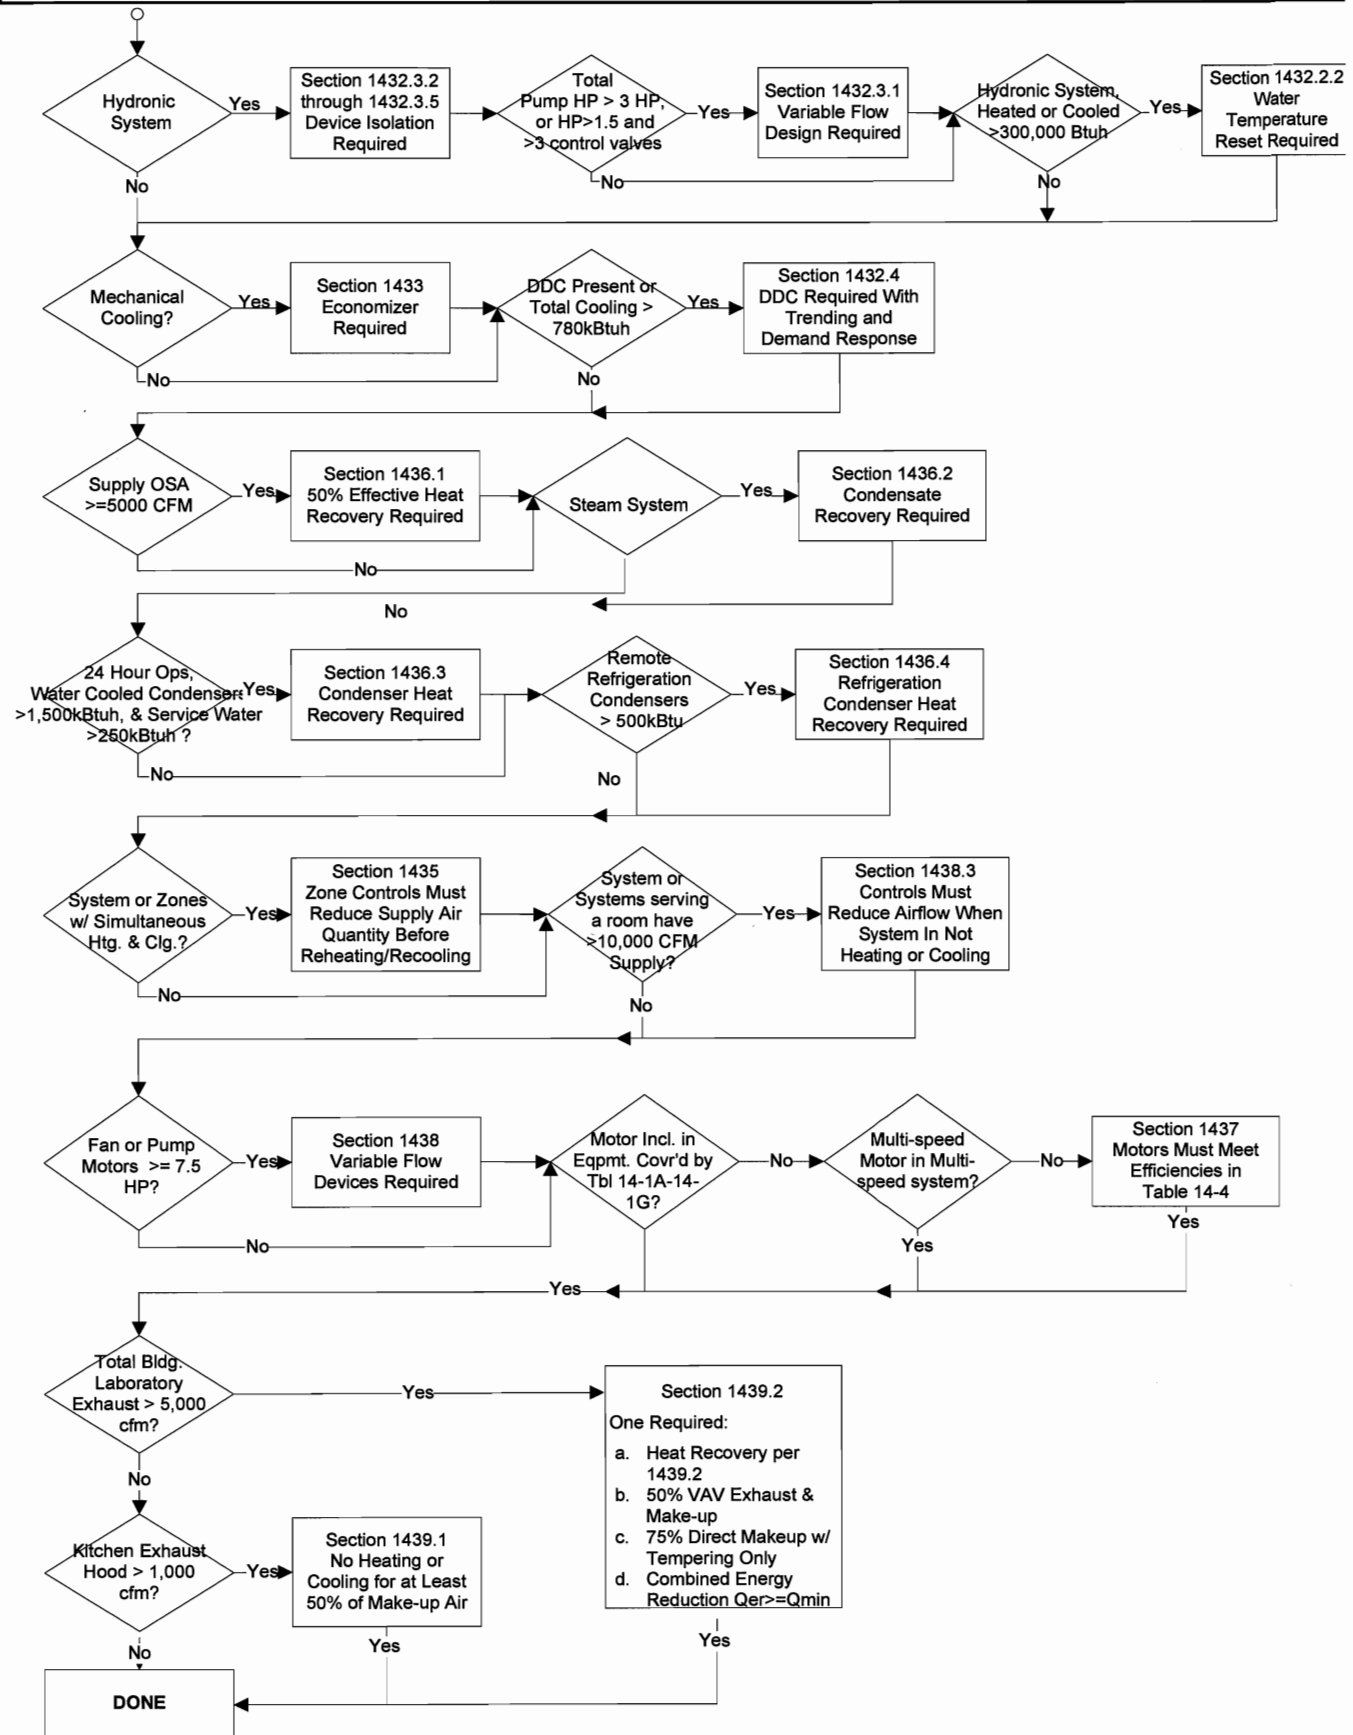 Hydronic
System
Yes
Section 1432.3.2
through 1432.3.5
Device Isolation
Required
Total
Pump HP > 3 HP,
or HP>1.5 and
>3 control valves
Yes
Section 1432.3.1
Variable Flow
Design Required
Hydronic System,
Heated or Cooled
>300,000 Btuh
Yes
Section 1432.2.2
Water
Temperature
Reset Required
No
No
No
Mechanical
Cooling?
Yes
Section 1433
Economizer
Required
DDC Present or
Total Cooling >
780kBtuh
Yes
Section 1432.4
DDC Required With
Trending and
Demand Response
No
No
Supply OSA
>=5000 CFM
Yes
Section 1436.1
50% Effective Heat
Recovery Required
Steam System
Yes
Section 1436.2
Condensate
Recovery Required
No
No
24 Hour Ops,
Water Cooled Condensers
>1,500kBtuh, & Service Water
>250kBtuh ?
Yes
Section 1436.3
Condenser Heat
Recovery Required
Remote
Refrigeration
Condensers
> 500kBtu
Yes
Section 1436.4
Refrigeration
Condenser Heat
Recovery Required
No
No
System or Zones
w/ Simultaneous
Htg. & Clg.?
Yes
Section 1435
Zone Controls Must
Reduce Supply Air
Quantity Before
Reheating/Recooling
System or
Systems serving
a room have
>10,000 CFM
Supply?
Yes
Section 1438.3
Controls Must
Reduce Airflow When
System In Not
Heating or Cooling
No
No
Fan or Pump
Motors >= 7.5
HP?
Yes
Section 1438
Variable Flow
Devices Required
Motor Incl. in
Eqpmt. Covr'd by
Tbl 14-1A-14-
1G?
No
Multi-speed
Motor in Multi-
speed system?
No
Section 1437
Motors Must Meet
Efficiencies in
Table 14-4
Yes
No
Yes
Yes
Total Bldg.
Laboratory
Exhaust > 5,000
cfm?
Yes
Section 1439.2
One Required:
a. Heat Recovery per
1439.2
b. 50% VAV Exhaust &
Make-up
c. 75% Direct Makeup w/
Tempering Only
d. Combined Energy
Reduction Qer>=Qmin
No
Kitchen Exhaust
Hood > 1,000
cfm?
Yes
Section 1439.1
No Heating or
Cooling for at Least
50% of Make-up Air
Yes
Yes
No
DONE